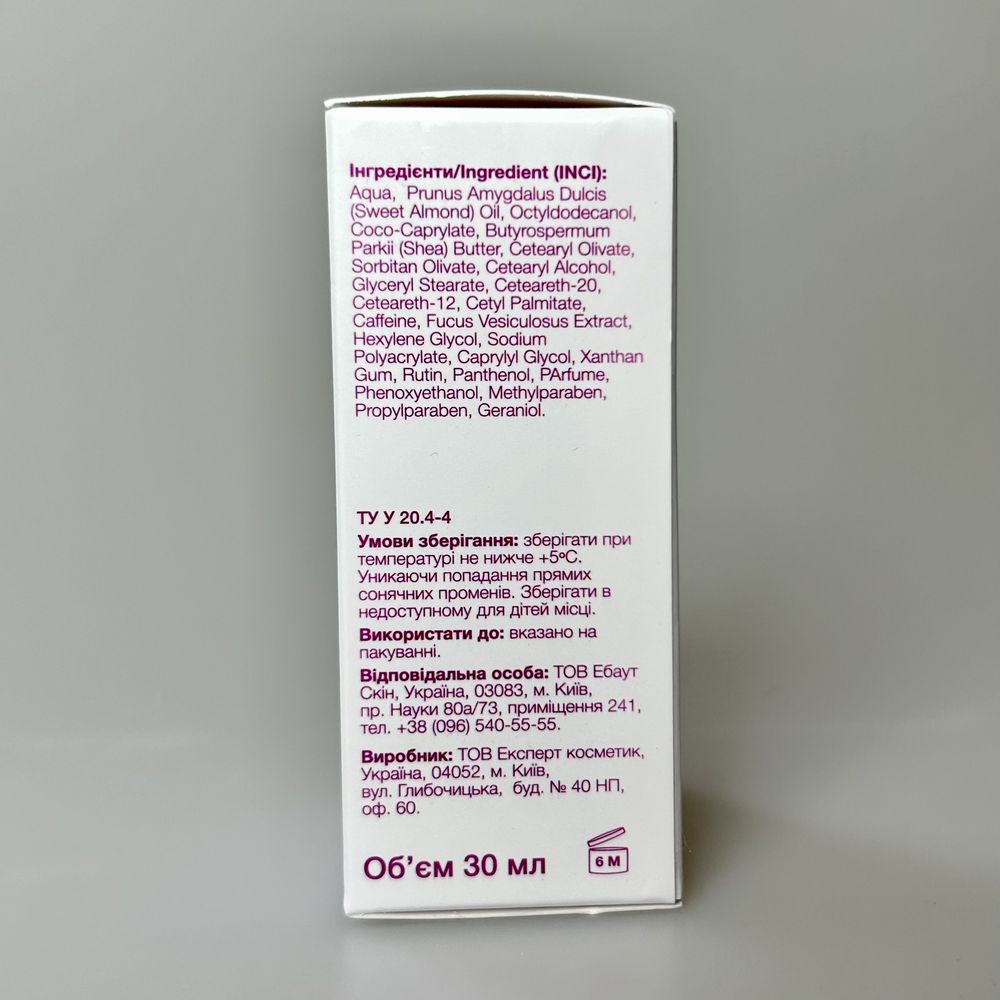 Інгредієнти/Ingredient (INCI):
Aqua, Prunus Amygdalus Dulcis
(Sweet Almond) Oil, Octyldodecanol,
Coco-Caprylate, Butyrospermum
Parkii (Shea) Butter, Cetearyl Olivate,
Sorbitan Olivate, Cetearyl Alcohol,
Glyceryl Stearate, Ceteareth-20,
Ceteareth-12, Cetyl Palmitate,
Caffeine, Fucus Vesiculosus Extract,
Hexylene Glycol, Sodium
Polyacrylate, Caprylyl Glycol, Xanthan
Gum, Rutin, Panthenol, PArfume,
Phenoxyethanol, Methylparaben,
Propylparaben, Geraniol.
ТУ У 20.4-4
Умови зберігання: зберігати при
температурі не нижче +5ºС.
Уникаючи попадання прямих
сонячних променів. Зберігати в
недоступному для дітей місці.
Використати до: вказано на
пакуванні.
Відповідальна особа: ТОВ Ебаут
Скін, Україна, 03083, м. Київ,
пр. Науки 80а/73, приміщення 241,
тел. +38 (096) 540-55-55.
Виробник: ТОВ Експерт косметик,
Україна, 04052, м. Київ,
вул. Глибочицька, буд. № 40 НП,
оф. 60.
Об’єм 30 мл
6 М